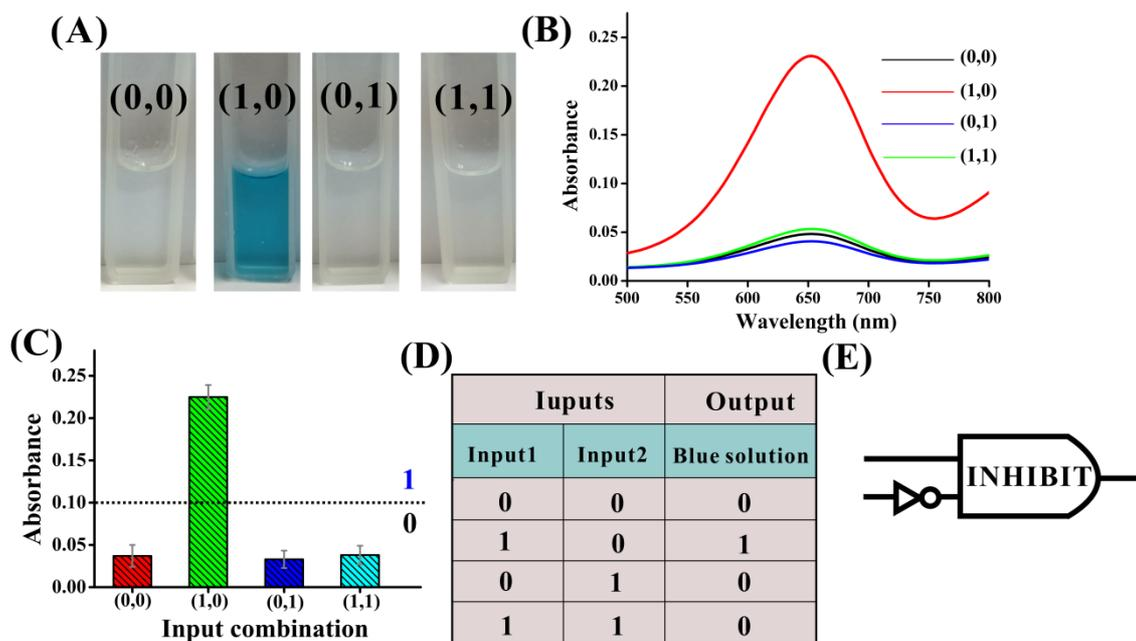 (A)
(0,0) (1,0) (0,1) (1,1)
(B)
0.25
0.20
0.15
0.10
0.05
0.00
Absorbance
500 550 600 650 700 750 800
Wavelength (nm)
(0,0)
(1,0)
(0,1)
(1,1)
(C)
0.25
0.20
0.15
0.10
0.05
0.00
Absorbance
1
0
(0,0) (1,0) (0,1) (1,1)
Input combination
(D)
Iuputs Output
Input1 Input2 Blue solution
0 0 0
1 0 1
0 1 0
1 1 0
(E)
INHIBIT